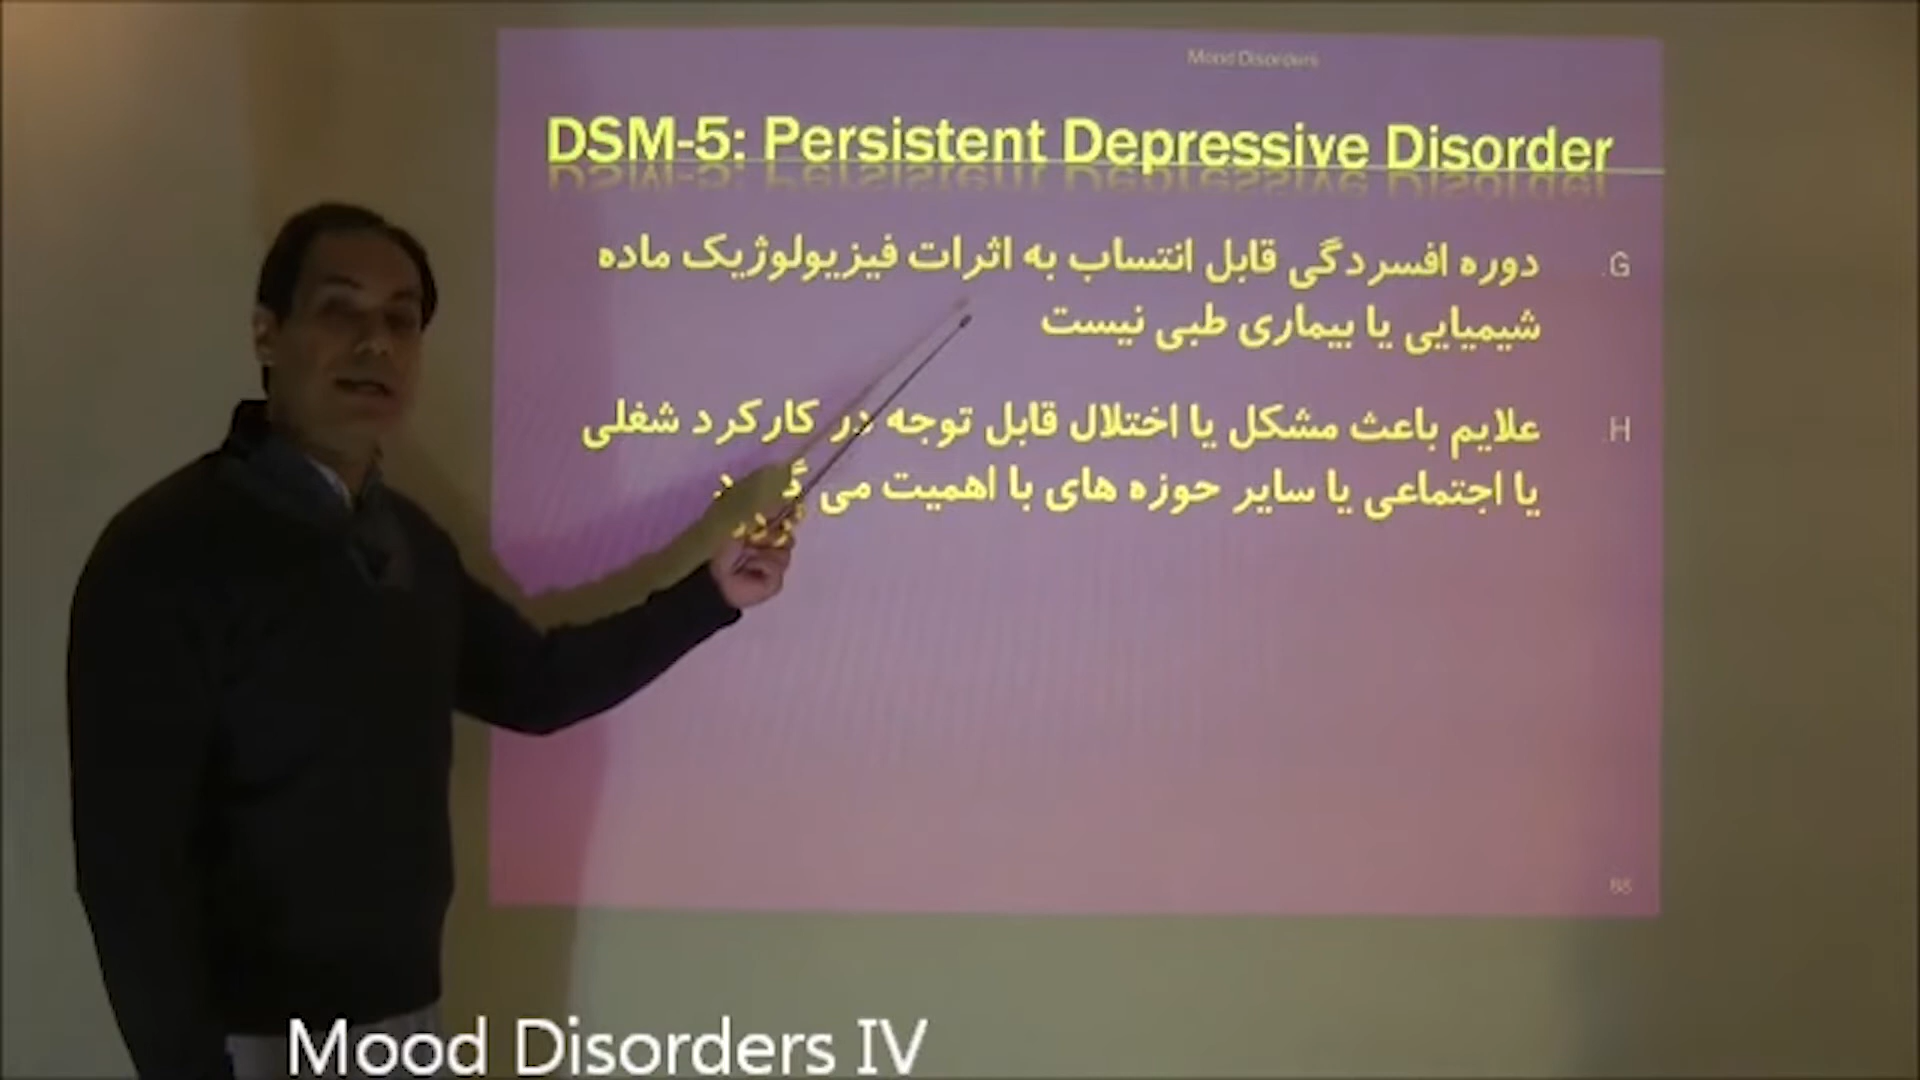 Mood Disorders
DSM-5: Persistent Depressive Disorder
G. دوره افسردگی قابل انتساب به اثرات فیزیولوژیک ماده
شیمیایی یا بیماری طبی نیست
H. علایم باعث مشکل یا اختلال قابل توجه در کارکرد شغلی
یا اجتماعی یا سایر حوزه های با اهمیت می
Mood Disorders IV